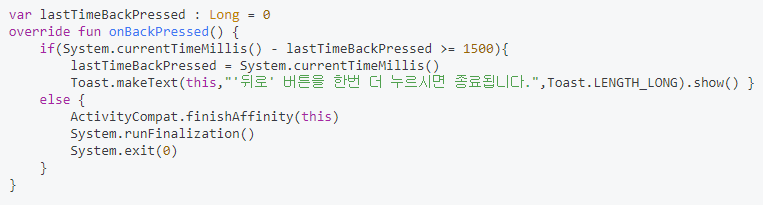 var lastTimeBackPressed : Long = 0
override fun onBackPressed() {
    if(System.currentTimeMillis() - lastTimeBackPressed >= 1500){
        lastTimeBackPressed = System.currentTimeMillis()
        Toast.makeText(this,"'뒤로' 버튼을 한번 더 누르시면 종료됩니다.",Toast.LENGTH_LONG).show() }
    else {
        ActivityCompat.finishAffinity(this)
        System.runFinalization()
        System.exit(0)
    }
}